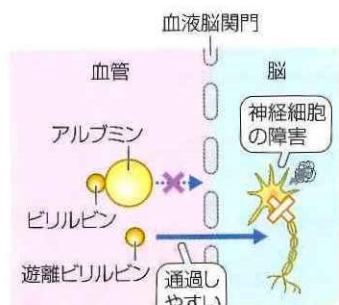 血液脳関門
血管
脳
アルブミン
神経細胞
の障害
ビリルビン
遊離ビリルビン
通過し
やすい